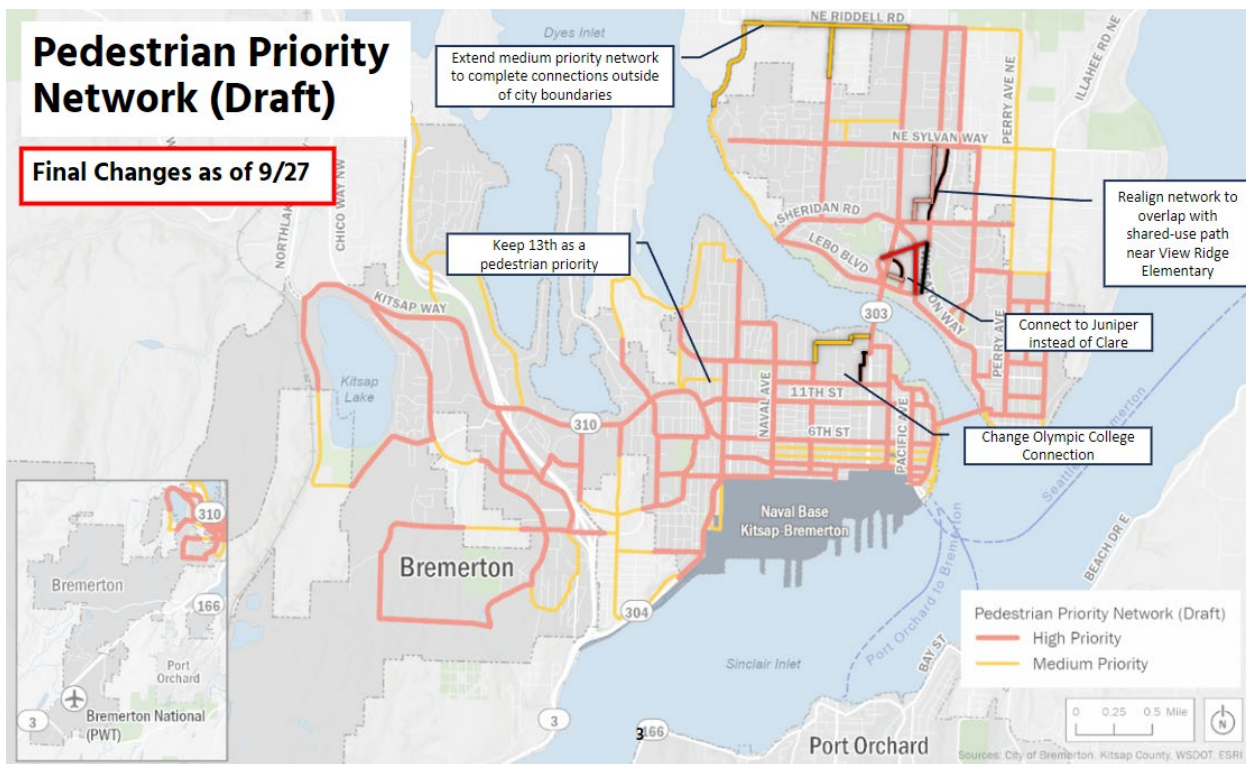 Pedestrian Priority
Network (Draft)
Final Changes as of 9/27
Dyes Inlet
NE RIDDELL RD
ILLAHEE RD NE
PERRY AVE NE
Extend medium priority network
to complete connections outside
of city boundaries
NE SYLVAN WAY
NORTHLAK
CHICO WAY NW
SHERIDAN RD
LEBO BLVD
Realign network to
overlap with
shared-use path
near View Ridge
Elementary
Keep 13th as a
pedestrian priority
KITSAP WAY
303
Connect to Juniper
instead of Clare
PERRY AVE
Kitsap
Lake
310
NAVAL AVE
11TH ST
6TH ST
PACIFIC AVE
Change Olympic College
Connection
Seattle
Bremerton
Naval Base
Kitsap-Bremerton
Port Orchard to Bremerton
BEACH DR E
Bremerton
304
310
Bremerton
166
Port
Orchard
3
Bremerton National
(PWT)
Sinclair Inlet
BAY ST
Pedestrian Priority Network (Draft)
High Priority
Medium Priority
0 0.25 0.5 Mile
N
3
3
166
Port Orchard
Sources: City of Bremerton, Kitsap County, WSDOT, ESRI